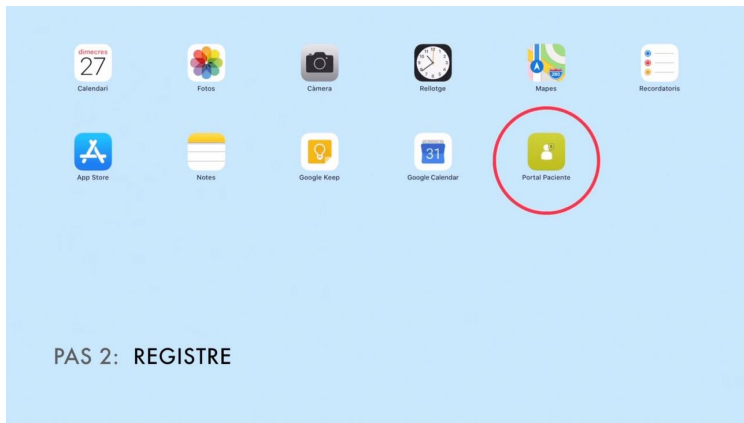 dimecres
27
Calendari
Fotos
Càmera
Rellotge
Mapes
Recordatoris
App Store
Notes
Google Keep
31
Google Calendar
Portal Paciente
PAS 2: REGISTRE